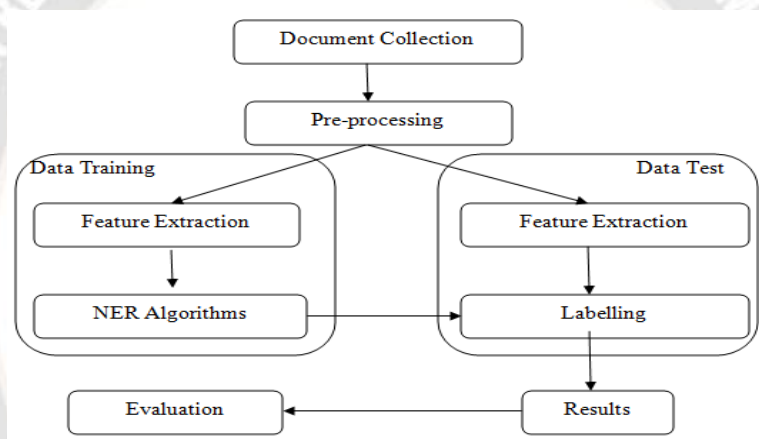 Document Collection
Pre-processing
Data Training
Data Test
Feature Extraction
Feature Extraction
NER Algorithms
Labelling
Evaluation
Results